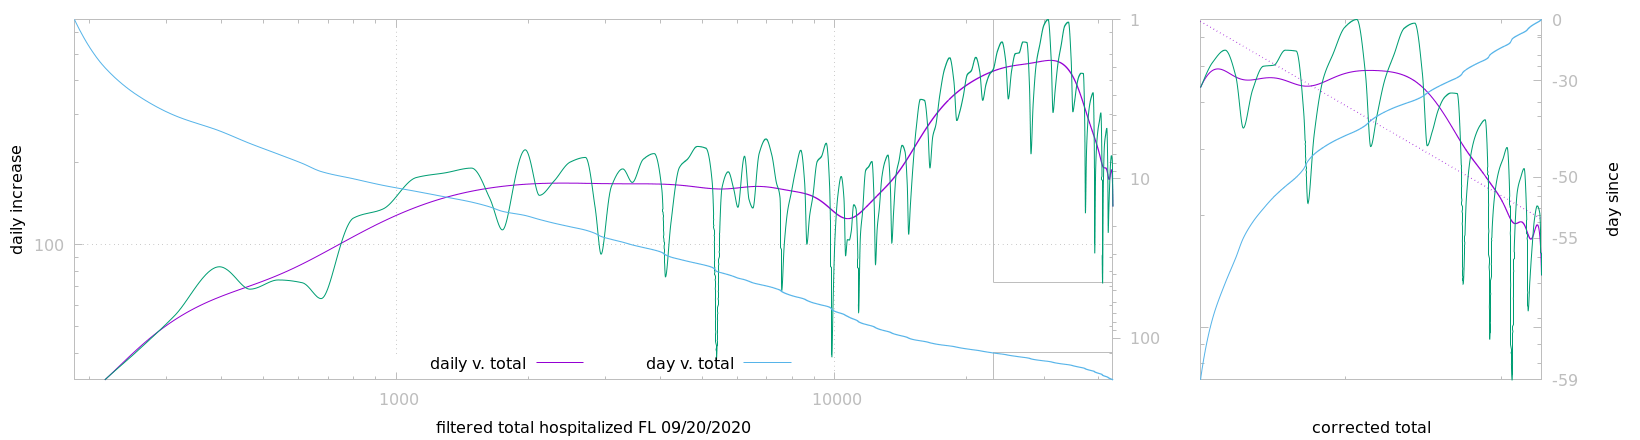 1
0
-30
daily increase
day since
10
-50
100
-55
100
daily v. total
day v. total
-59
1000
10000
filtered total hospitalized FL 09/20/2020
corrected total